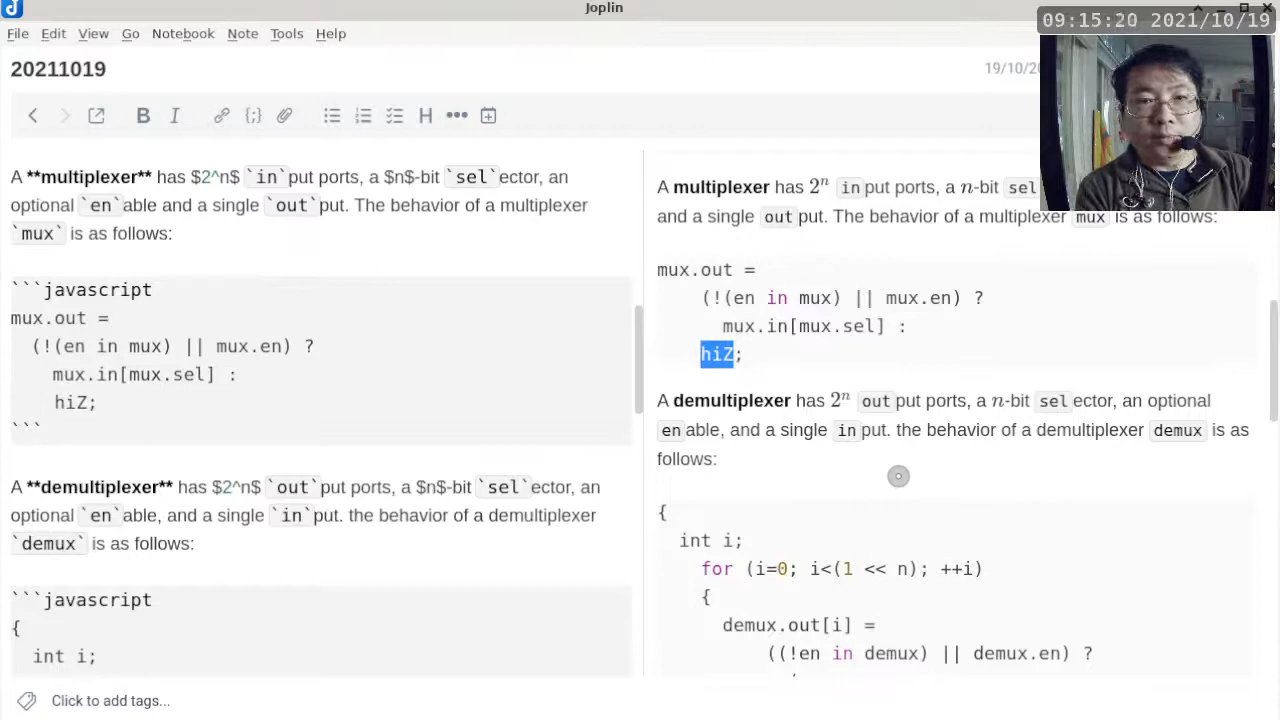 Joplin
09:15:20 2021/10/19
File Edit View Go Notebook Note Tools Help
20211019
19/10/20
A **multiplexer** has $2^n$ `in`put ports, a $n$-bit `sel`ector, an
optional `en`able and a single `out`put. The behavior of a multiplexer
`mux` is as follows:
```javascript
mux.out =
(!(en in mux) || mux.en) ?
mux.in[mux.sel] :
hiZ;
```
A **demultiplexer** has $2^n$ `out`put ports, a $n$-bit `sel`ector, an
optional `en`able, and a single `in`put. the behavior of a demultiplexer
`demux` is as follows:
```javascript
{
int i;
A multiplexer has 2^n input ports, a n-bit sel
and a single output. The behavior of a multiplexer mux is as follows:
mux.out =
(!(en in mux) || mux.en) ?
mux.in[mux.sel] :
hiZ;
A demultiplexer has 2^n output ports, a n-bit selector, an optional
enable, and a single input. the behavior of a demultiplexer demux is as
follows:
{
int i;
for (i=0; i<(1 << n); ++i)
{
demux.out[i] =
((!en in demux) || demux.en) ?
Click to add tags...